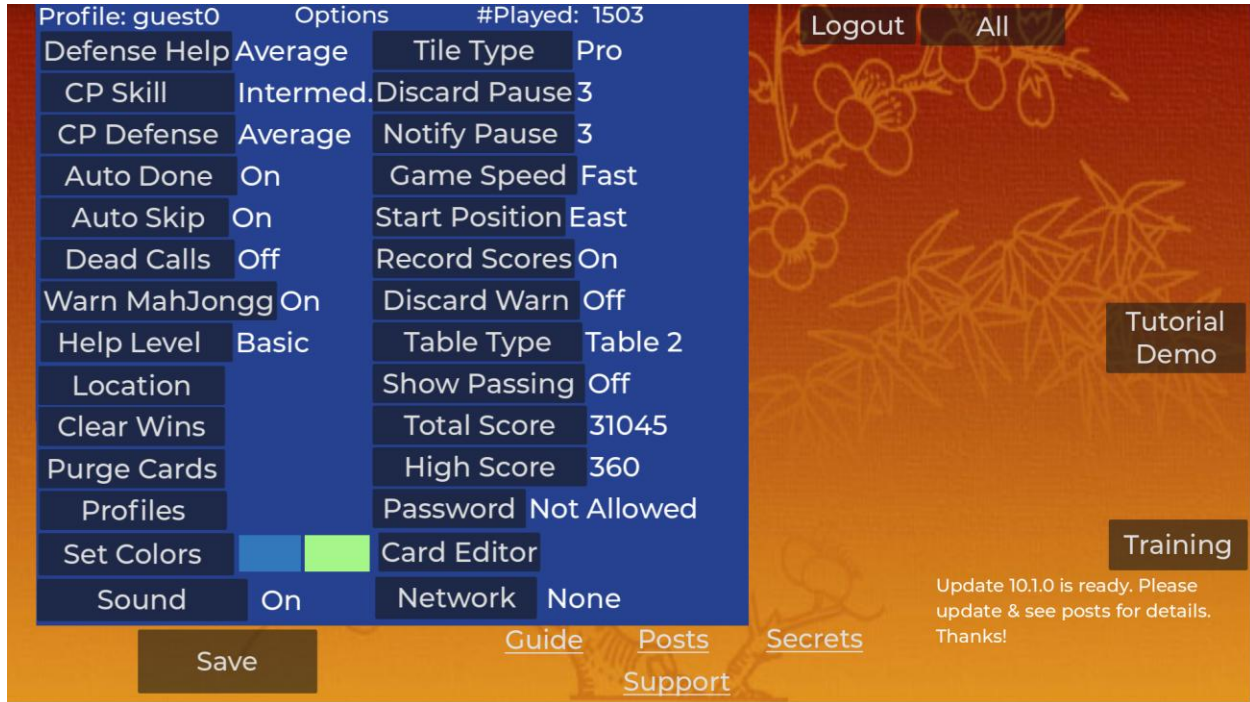 Profile: guest0 Options #Played: 1503
Logout All
Defense Help Average Tile Type Pro
CP Skill Intermed. Discard Pause 3
CP Defense Average Notify Pause 3
Auto Done On Game Speed Fast
Auto Skip On Start Position East
Dead Calls Off Record Scores On
Warn MahJongg On Discard Warn Off
Help Level Basic Table Type Table 2
Location Show Passing Off
Clear Wins Total Score 31045
Purge Cards High Score 360
Profiles Password Not Allowed
Set Colors Card Editor
Sound On Network None
Tutorial
Demo
Training
Update 10.1.0 is ready. Please
update & see posts for details.
Thanks!
Save
Guide Posts Secrets
Support